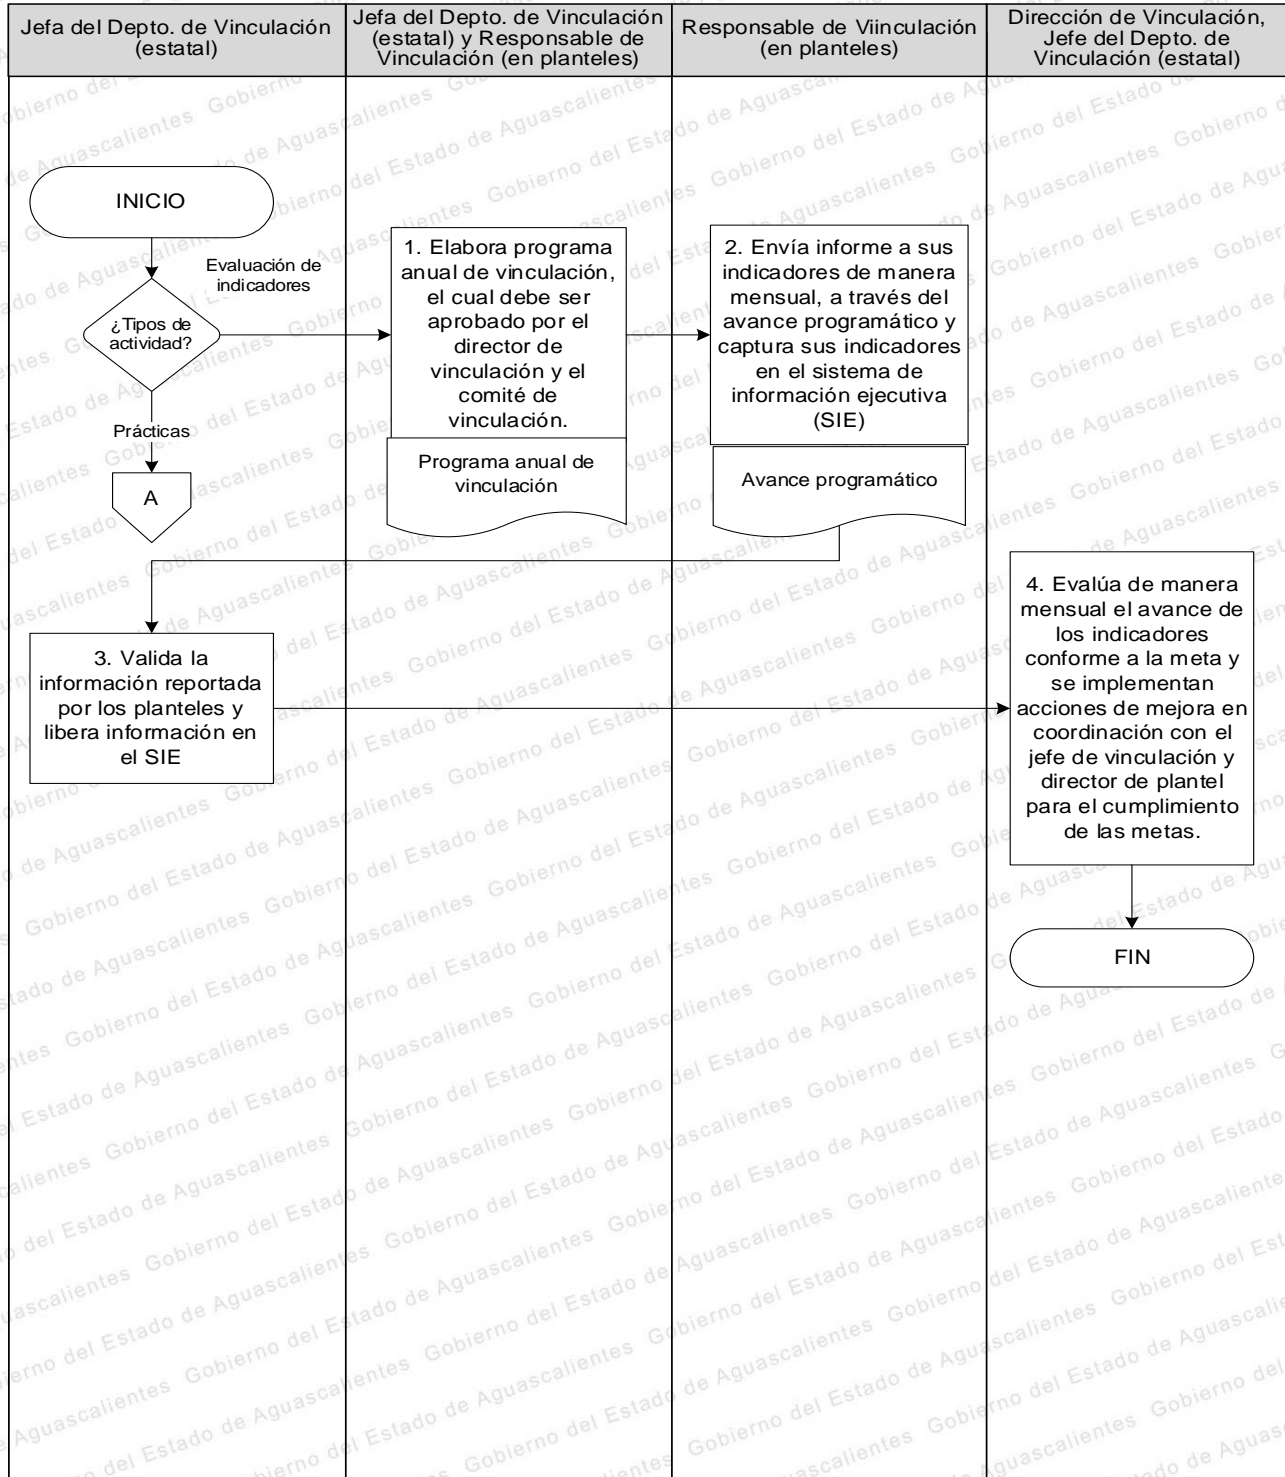 Jefa del Depto. de Vinculación
(estatal)
Jefa del Depto. de Vinculación
(estatal) y Responsable de
Vinculación (en planteles)
Responsable de Viinculación
(en planteles)
Dirección de Vinculación,
Jefe del Depto. de
Vinculación (estatal)
INICIO
Evaluación de
indicadores
¿Tipos de
actividad?
Prácticas
A
1. Elabora programa
anual de vinculación,
el cual debe ser
aprobado por el
director de
vinculación y el
comité de
vinculación.
Programa anual de
vinculación
2. Envía informe a sus
indicadores de manera
mensual, a través del
avance programático y
captura sus indicadores
en el sistema de
información ejecutiva
(SIE)
Avance programático
3. Valida la
información reportada
por los planteles y
libera información en
el SIE
4. Evalúa de manera
mensual el avance de
los indicadores
conforme a la meta y
se implementan
acciones de mejora en
coordinación con el
jefe de vinculación y
director de plantel
para el cumplimiento
de las metas.
FIN
Gobierno del Estado de Aguascalientes